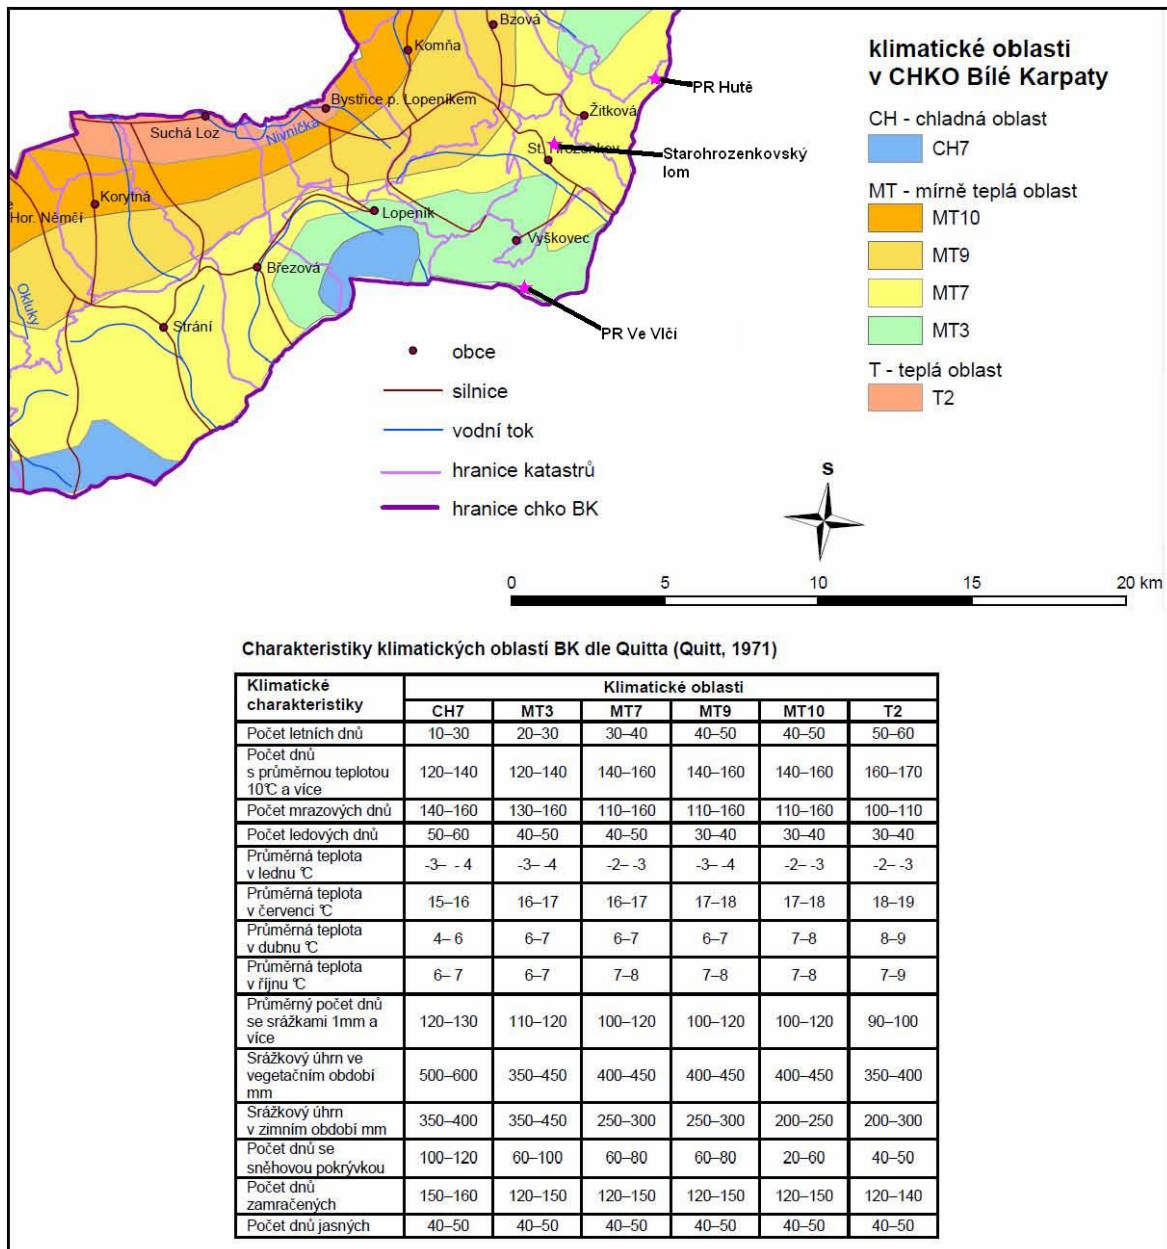 Bzová
Komňa
PR Hutě
Bystřice p. Lopeníkem
Žítková
Suchá Loz
Nivnička
St. Hrozenkov
Starohrozenkovský
lom
Korytná
Hor. Němčí
Lopeník
Vyškovec
Březová
Okluky
Strání
PR Ve Vlčí
klimatické oblasti
v CHKO Bílé Karpaty
CH - chladná oblast
CH7
MT - mírně teplá oblast
MT10
MT9
MT7
MT3
T - teplá oblast
T2
obce
silnice
vodní tok
hranice katastrů
hranice chko BK
S
0 5 10 15 20 km
Charakteristiky klimatických oblastí BK dle Quitta (Quitt, 1971)
Klimatické
charakteristiky
Klimatické oblasti
CH7 MT3 MT7 MT9 MT10 T2
Počet letních dnů 10–30 20–30 30–40 40–50 40–50 50–60
Počet dnů
s průměrnou teplotou
10°C a více
120–140 120–140 140–160 140–160 140–160 160–170
Počet mrazových dnů 140–160 130–160 110–160 110–160 110–160 100–110
Počet ledových dnů 50–60 40–50 40–50 30–40 30–40 30–40
Průměrná teplota
v lednu °C
-3– - 4 -3– -4 -2– -3 -3– -4 -2– -3 -2– -3
Průměrná teplota
v červenci °C
15–16 16–17 16–17 17–18 17–18 18–19
Průměrná teplota
v dubnu °C
4– 6 6–7 6–7 6–7 7–8 8–9
Průměrná teplota
v říjnu °C
6– 7 6–7 7–8 7–8 7–8 7–9
Průměrný počet dnů
se srážkami 1mm a
více
120–130 110–120 100–120 100–120 100–120 90–100
Srážkový úhrn ve
vegetačním období
mm
500–600 350–450 400–450 400–450 400–450 350–400
Srážkový úhrn
v zimním období mm
350–400 350–450 250–300 250–300 200–250 200–300
Počet dnů se
sněhovou pokrývkou
100–120 60–100 60–80 60–80 20–60 40–50
Počet dnů
zamračených
150–160 120–150 120–150 120–150 120–150 120–140
Počet dnů jasných 40–50 40–50 40–50 40–50 40–50 40–50